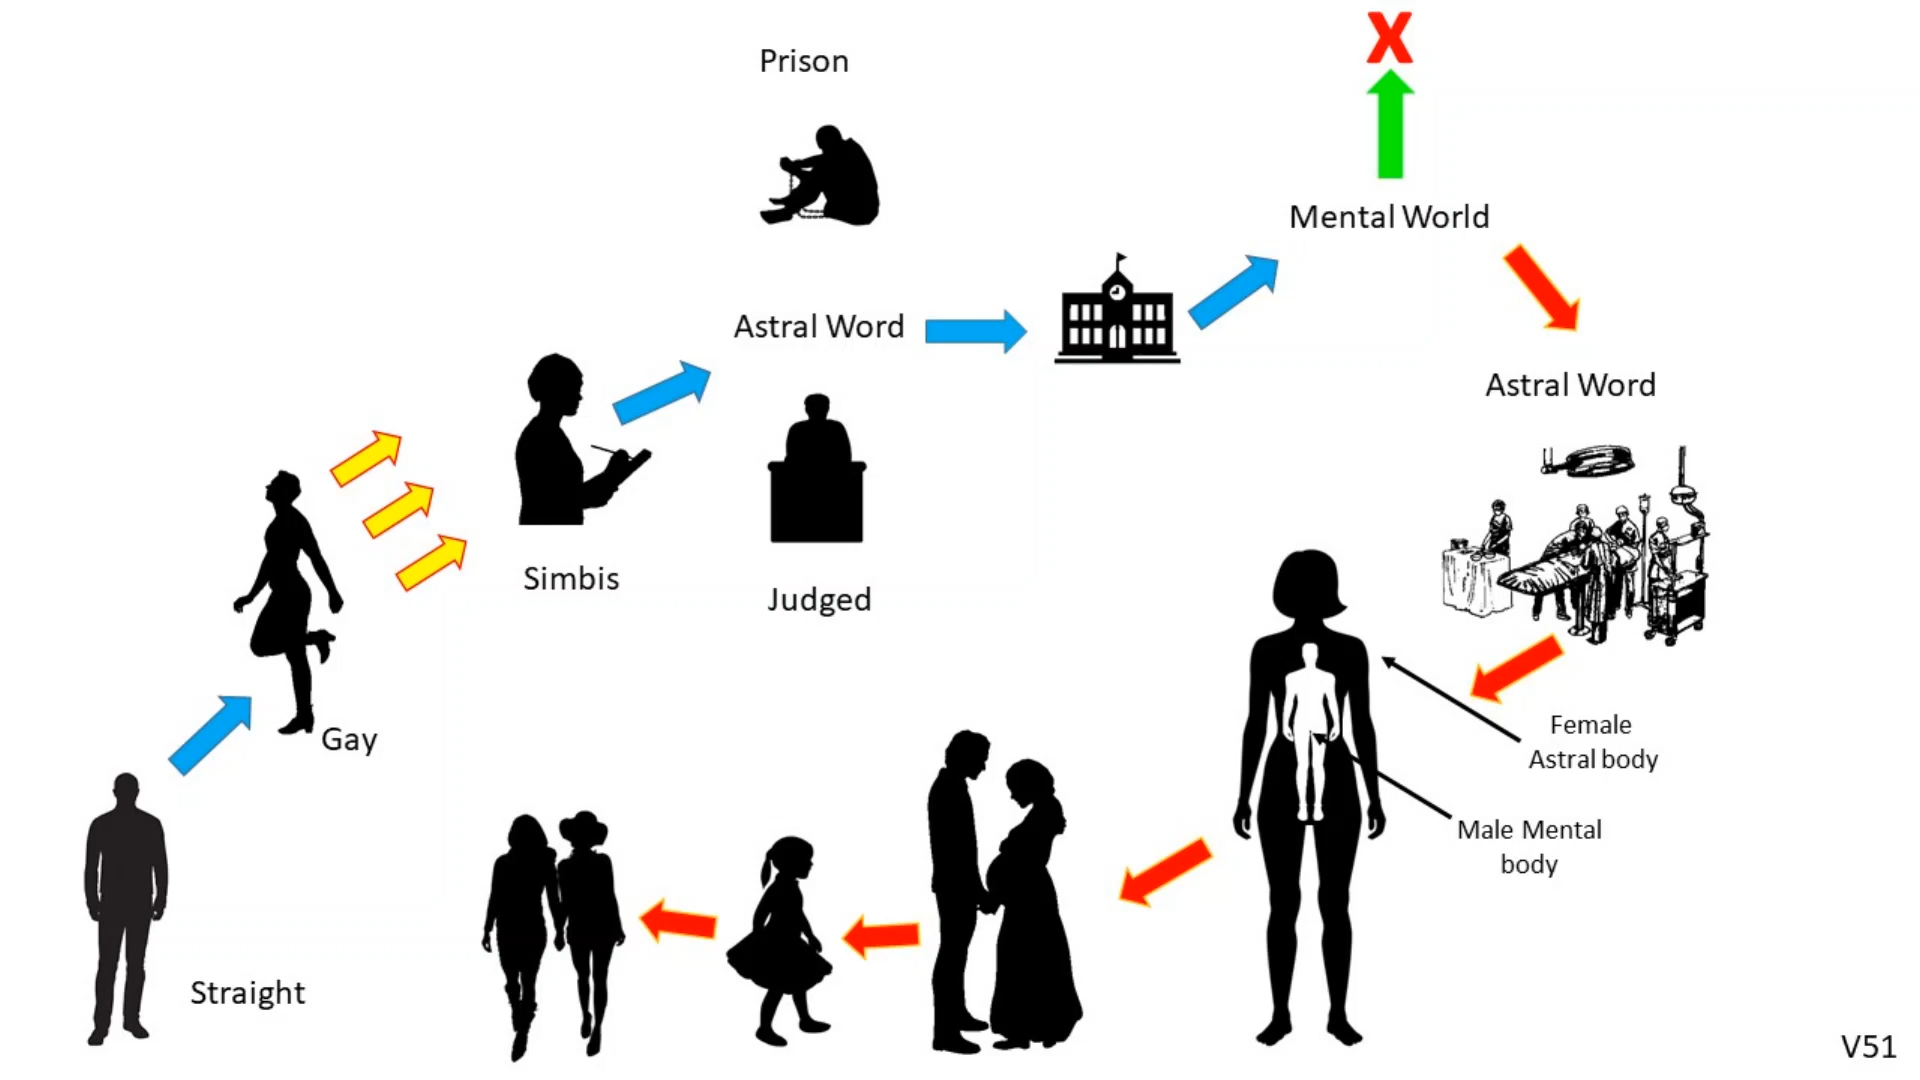 Prison
X
Mental World
Astral Word
Astral Word
Simbis
Judged
Gay
Female
Astral body
Male Mental
body
Straight
V51